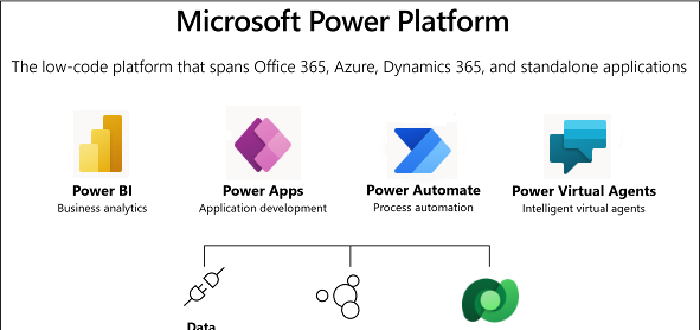 Microsoft Power Platform
The low-code platform that spans Office 365, Azure, Dynamics 365, and standalone applications
Power BI
Business analytics
Power Apps
Application development
Power Automate
Process automation
Power Virtual Agents
Intelligent virtual agents
Data